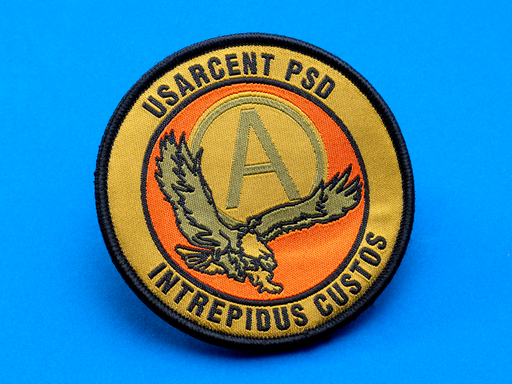 USARCENT PSD
A
INTREPIDUS CUSTOS